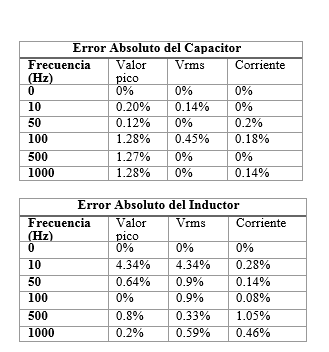 Error Absoluto del Capacitor
Frecuencia (Hz) Valor pico Vrms Corriente
0 0% 0% 0%
10 0.20% 0.14% 0%
50 0.12% 0% 0.2%
100 1.28% 0.45% 0.18%
500 1.27% 0% 0%
1000 1.28% 0% 0.14%
Error Absoluto del Inductor
Frecuencia (Hz) Valor pico Vrms Corriente
0 0% 0% 0%
10 4.34% 4.34% 0.28%
50 0.64% 0.9% 0.14%
100 0% 0.9% 0.08%
500 0.8% 0.33% 1.05%
1000 0.2% 0.59% 0.46%